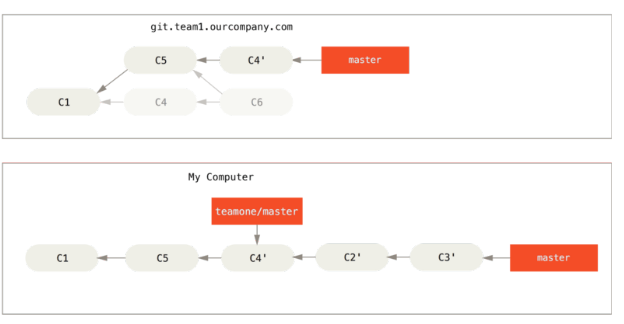 git.team1.ourcompany.com
C5 C4' master
C1 C4 C6
My Computer
teamone/master
C1 C5 C4' C2' C3' master